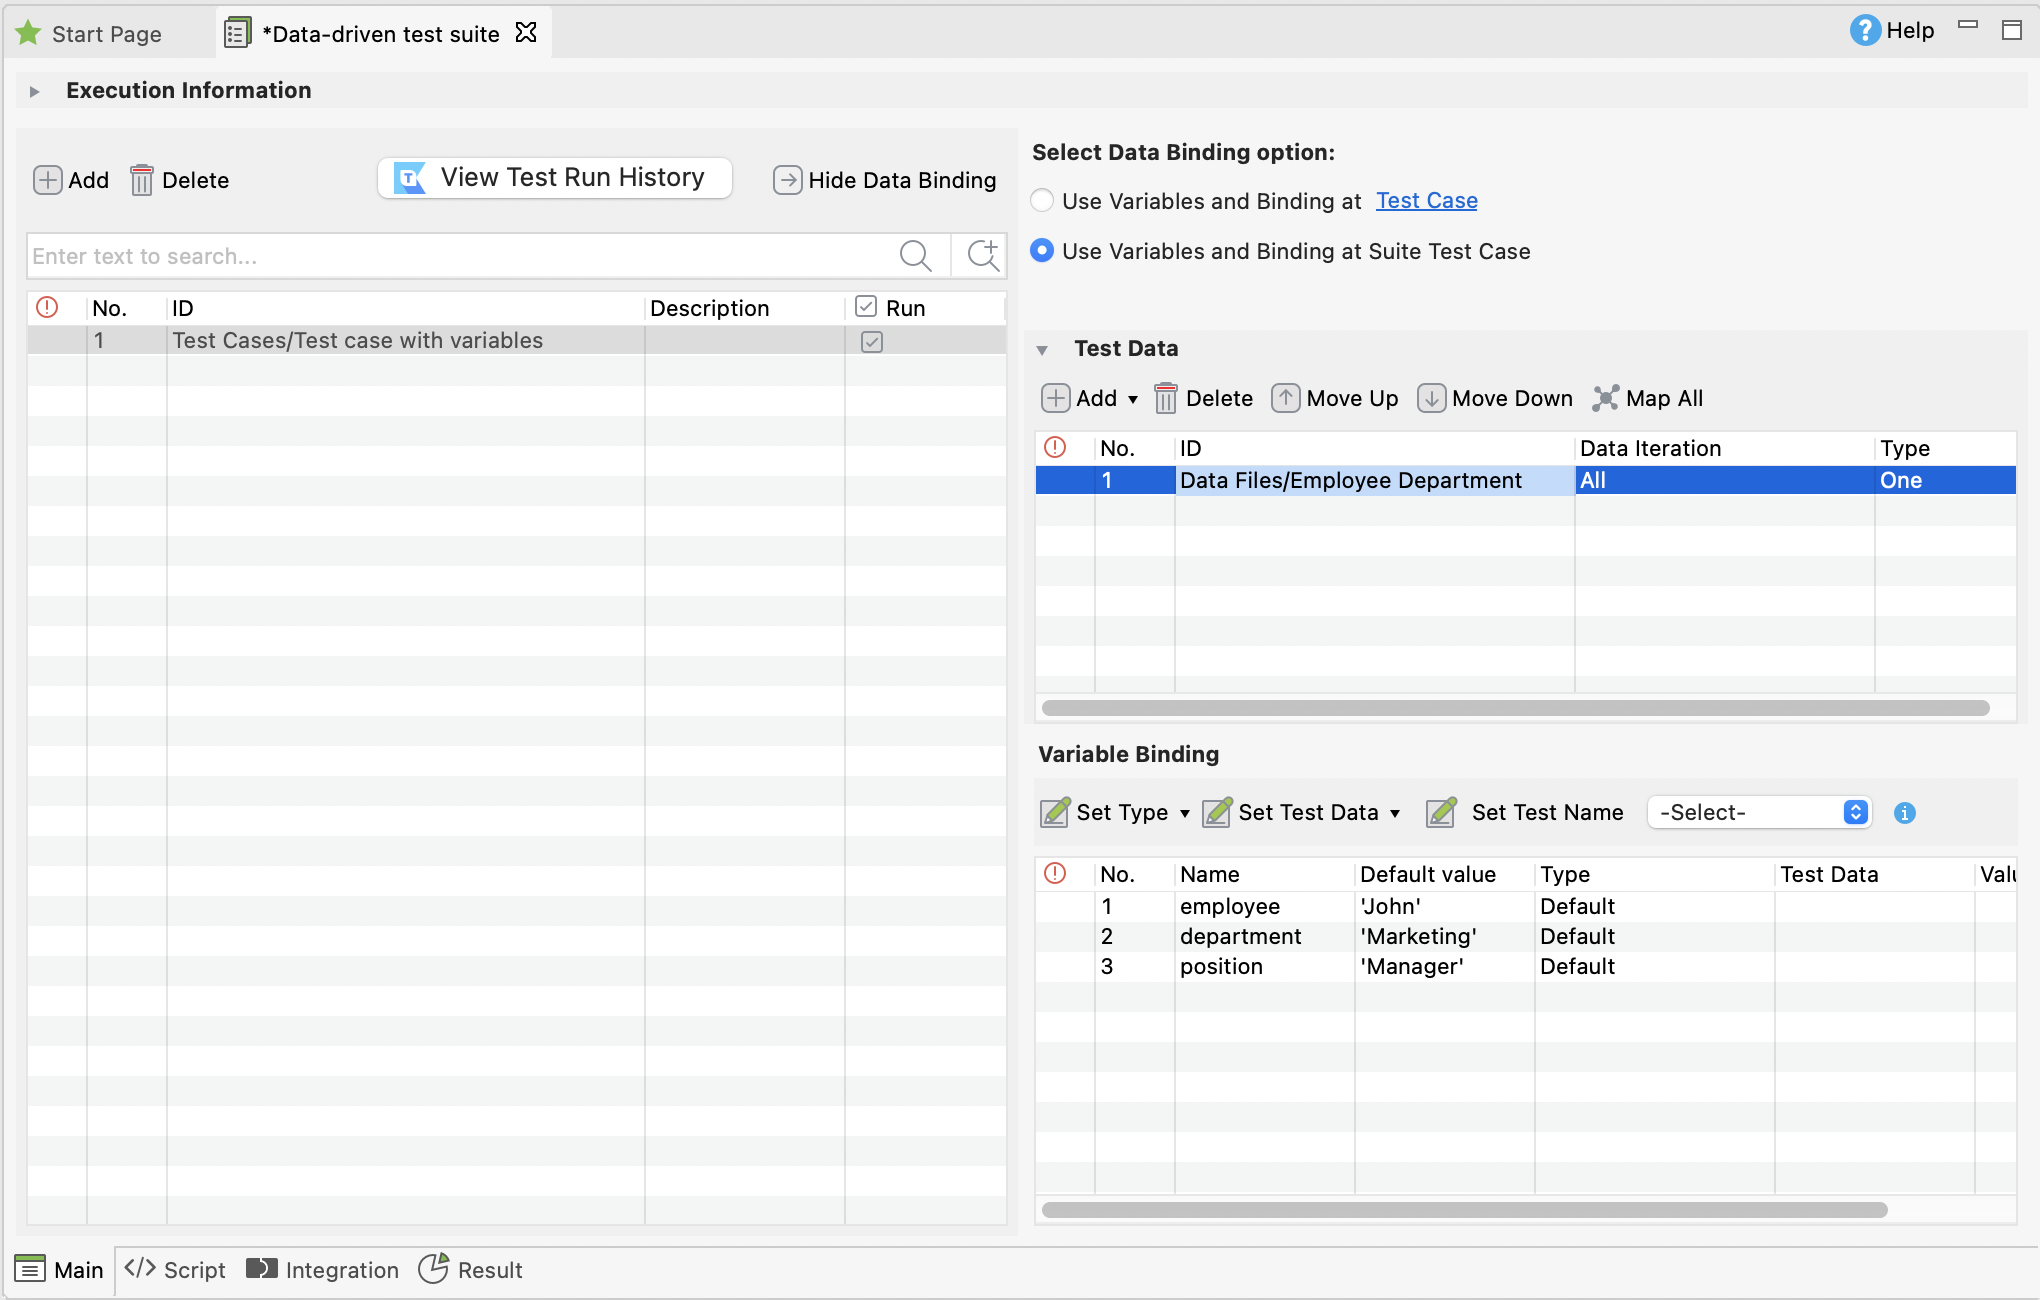 Start Page
*Data-driven test suite
Help
Execution Information
Add
Delete
View Test Run History
Hide Data Binding
Enter text to search...
No. ID Description Run
1 Test Cases/Test case with variables
Select Data Binding option:
Use Variables and Binding at Test Case
Use Variables and Binding at Suite Test Case
Test Data
Add Delete Move Up Move Down Map All
No. ID Data Iteration Type
1 Data Files/Employee Department All One
Variable Binding
Set Type Set Test Data Set Test Name -Select-
No. Name Default value Type Test Data Valu
1 employee 'John' Default
2 department 'Marketing' Default
3 position 'Manager' Default
Main </> Script Integration Result